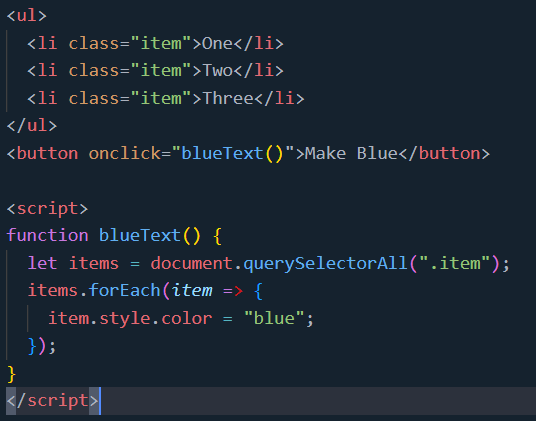 <ul>
  <li class="item">One</li>
  <li class="item">Two</li>
  <li class="item">Three</li>
</ul>
<button onclick="blueText()">Make Blue</button>

<script>
function blueText() {
  let items = document.querySelectorAll(".item");
  items.forEach(item => {
    item.style.color = "blue";
  });
}
</script>